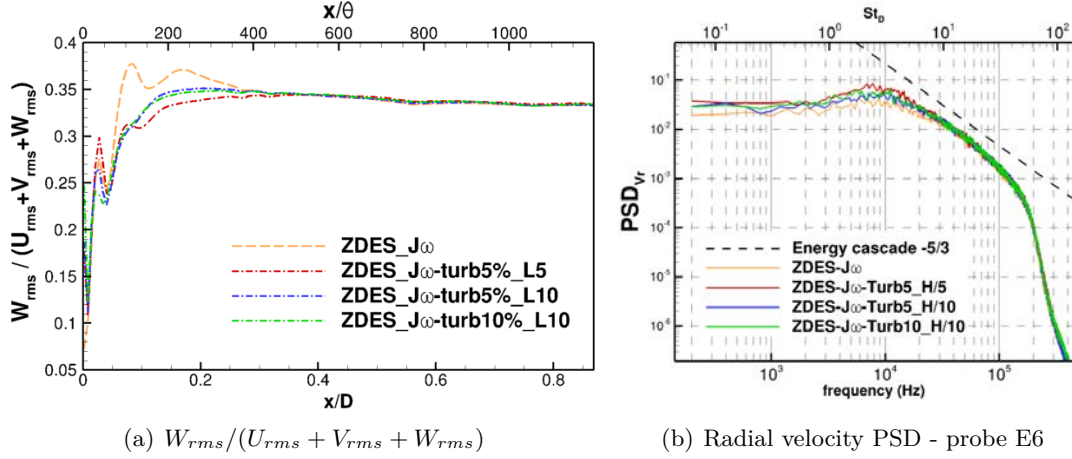 x/θ
0 200 400 600 800 1000
0.4
0.35
0.3
0.25
0.2
0.15
0.1
0.05
W_rms / (U_rms+V_rms+W_rms)
ZDES_Jω
ZDES_Jω-turb5%_L5
ZDES_Jω-turb5%_L10
ZDES_Jω-turb10%_L10
0 0.2 0.4 0.6 0.8
x/D
(a) W_rms/(U_rms + V_rms + W_rms)
St_D
10^-1 10^0 10^1 10^2
10^-1
10^-2
10^-3
10^-4
10^-5
10^-6
PSD_Vr
Energy cascade -5/3
ZDES-Jω
ZDES-Jω-Turb5_H/5
ZDES-Jω-Turb5_H/10
ZDES-Jω-Turb10_H/10
10^3 10^4 10^5
frequency (Hz)
(b) Radial velocity PSD - probe E6